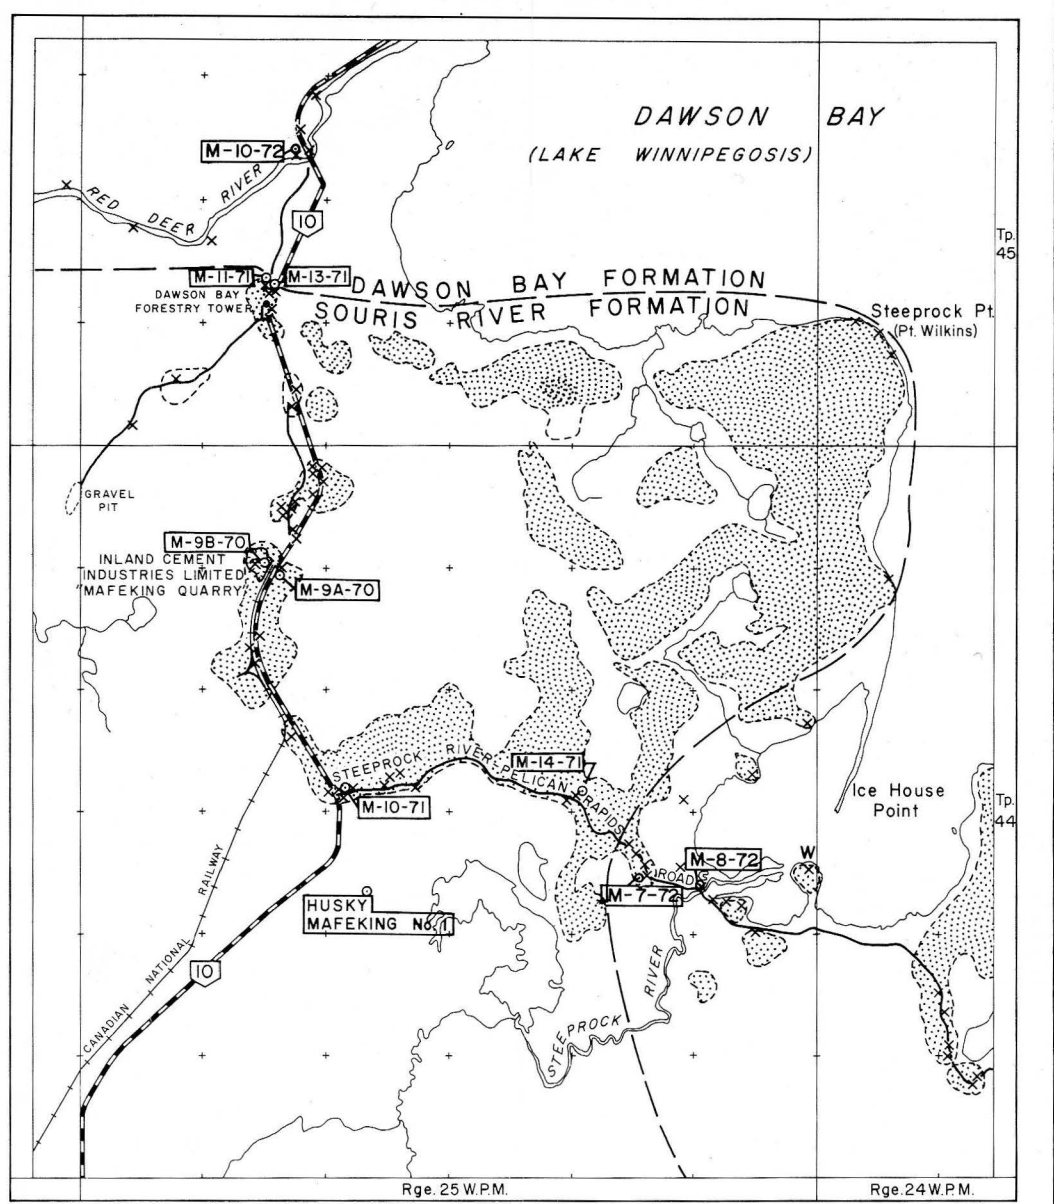 DAWSON BAY
(LAKE WINNIPEGOSIS)
M-10-72
RED DEER RIVER
10
Tp.
45
M-11-71
M-13-71
DAWSON BAY
FORESTRY TOWER
DAWSON BAY FORMATION
SOURIS RIVER FORMATION
Steeprock Pt.
(Pt. Wilkins)
GRAVEL
PIT
M-9B-70
INLAND CEMENT
INDUSTRIES LIMITED
"MAFEKING QUARRY"
M-9A-70
STEEPROCK RIVER-PELICAN RAPIDS ROAD
M-14-71
M-10-71
Ice House
Point
Tp.
44
M-8-72
W
M-7-72
HUSKY
MAFEKING No. 1
CANADIAN NATIONAL RAILWAY
10
STEEPROCK RIVER
Rge. 25 W.P.M.
Rge. 24 W.P.M.